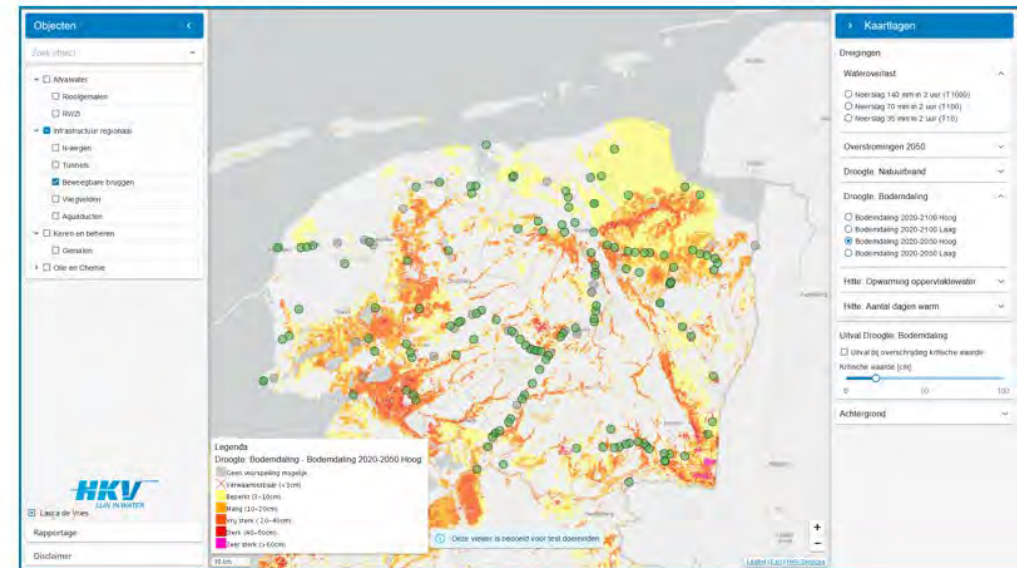 Objecten
Zoek object
Afvalwater
Rioolgemalen
RWZI
Infrastructuur regionaal
N-wegen
Tunnels
Beweegbare bruggen
Vliegvelden
Aquaducten
Keren en beheren
Gemalen
Olie en Chemie
HKV
LIJN IN WATER
Laura de Vries
Rapportage
Disclaimer
Legenda
Droogte: Bodemdaling - Bodemdaling 2020-2050 Hoog
Geen voorspelling mogelijk
Beperkt (3-10cm)
Matig (10-20cm)
Vrij sterk (20-40cm)
Zeer sterk (>60cm)
10 km
Deze viewer is bedoeld voor test doeleinden
+
−
Kaartlagen
Dreigingen
Wateroverlast
Neerslag 140 mm in 2 uur (T1000)
Neerslag 70 mm in 2 uur (T100)
Neerslag 35 mm in 2 uur (T10)
Overstromingen 2050
Droogte: Natuurbrand
Droogte: Bodemdaling
Bodemdaling 2020-2100 Hoog
Bodemdaling 2020-2100 Laag
Bodemdaling 2020-2050 Hoog
Bodemdaling 2020-2050 Laag
Hitte: Opwarming oppervlaktewater
Hitte: Aantal dagen warm
Uitval Droogte: Bodemdaling
Uitval bij overschrijding kritische waarde
Kritische waarde [cm]
0 50 100
Achtergrond